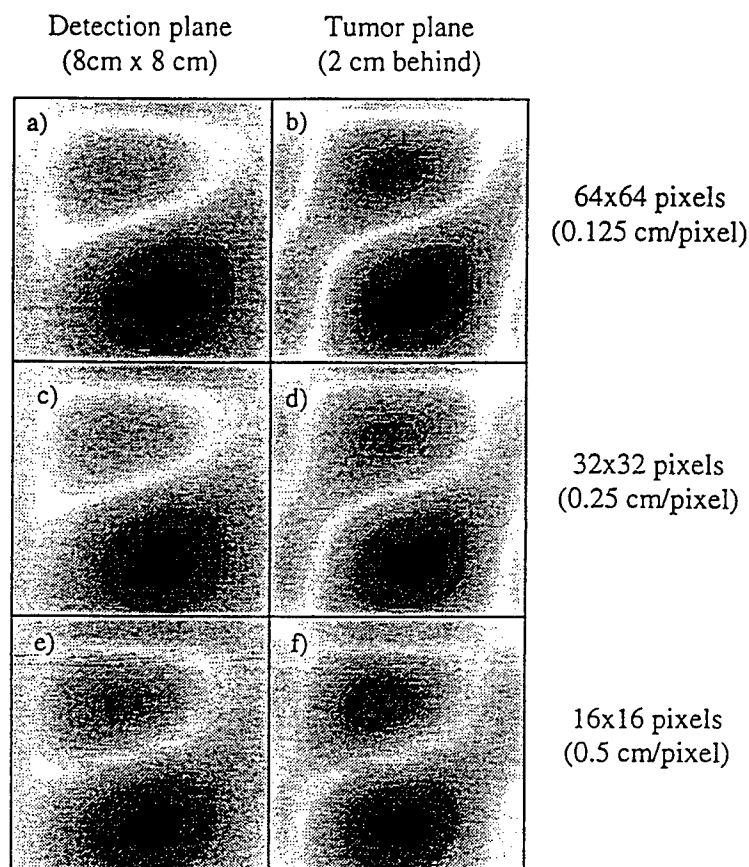 Detection plane
(8cm x 8 cm)
Tumor plane
(2 cm behind)
a)
b)
64x64 pixels
(0.125 cm/pixel)
c)
d)
32x32 pixels
(0.25 cm/pixel)
e)
f)
16x16 pixels
(0.5 cm/pixel)